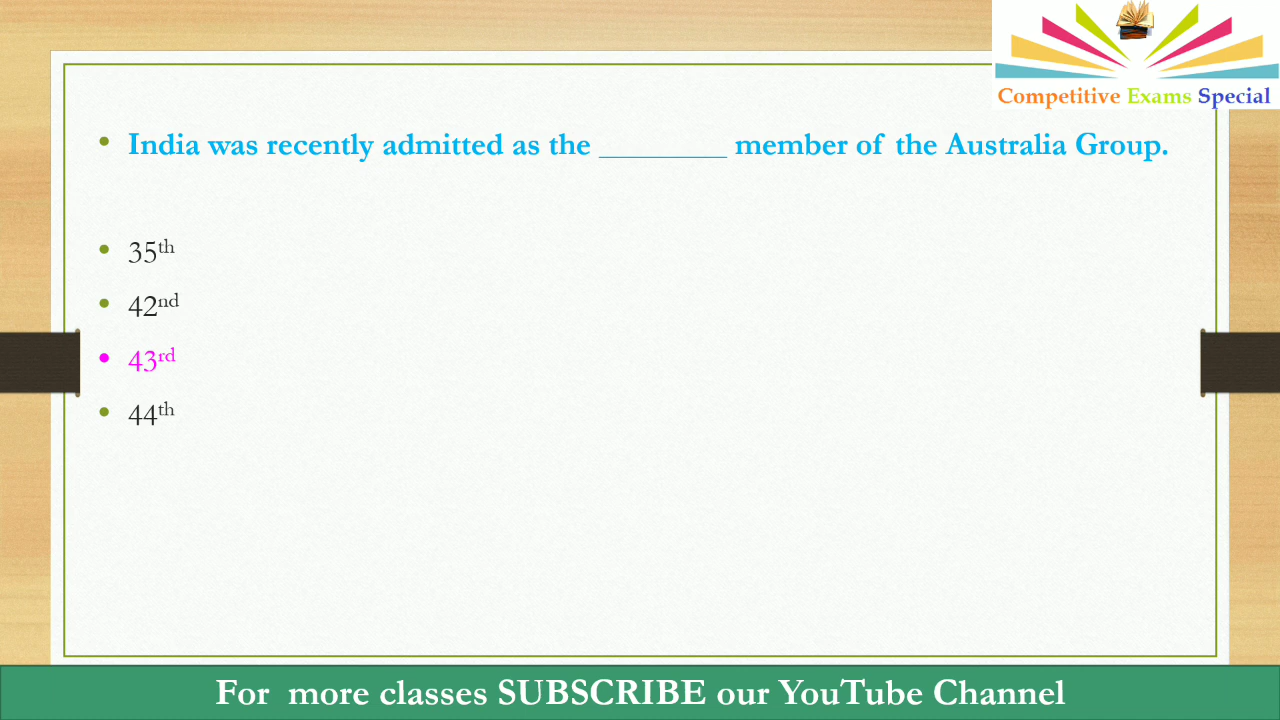 Competitive Exams Special
• India was recently admitted as the ________ member of the Australia Group.
• 35th
• 42nd
• 43rd
• 44th
For more classes SUBSCRIBE our YouTube Channel